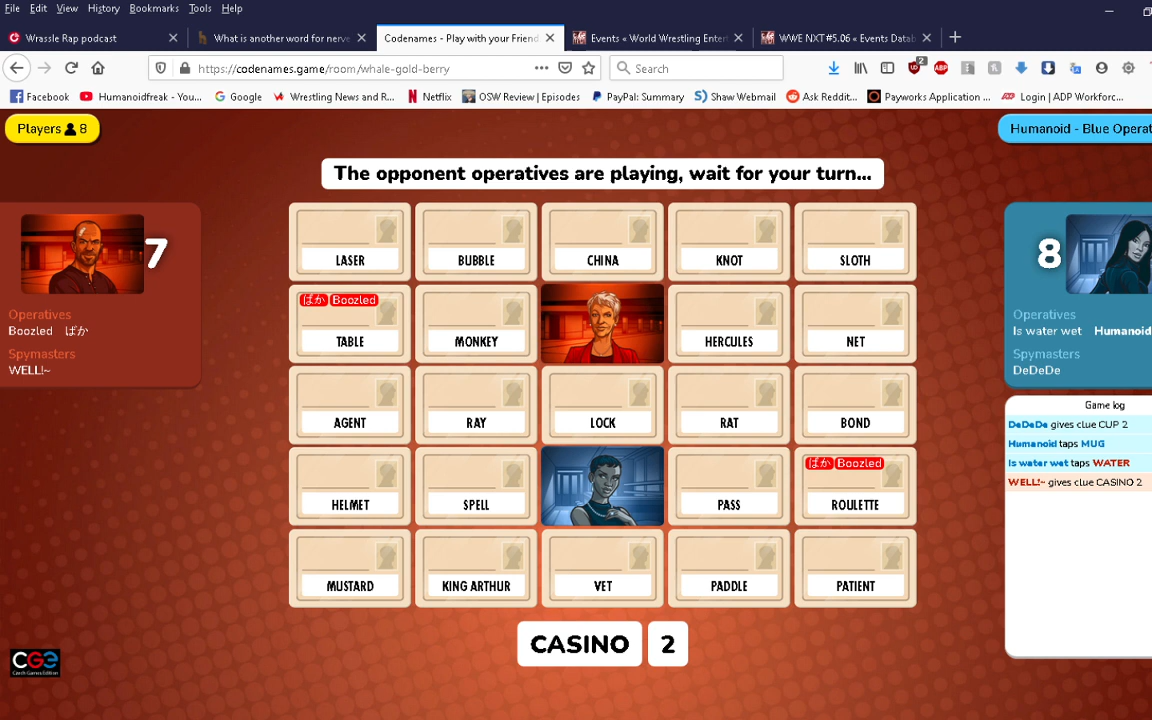 File Edit View History Bookmarks Tools Help
Wrassle Rap podcast
What is another word for nerve
Codenames - Play with your Friend
Events « World Wrestling Enter
WWE NXT #5.06 « Events Datab
https://codenames.game/room/whale-gold-berry
Search
2
ABP
Facebook Humanoidfreak - You... Google Wrestling News and R... Netflix OSW Review | Episodes PayPal: Summary Shaw Webmail Ask Reddit... Payworks Application ... Login | ADP Workforc...
Players 8
Humanoid - Blue Operat
The opponent operatives are playing, wait for your turn...
7
Operatives
Boozled ばか
Spymasters
WELL!~
LASER BUBBLE CHINA KNOT SLOTH
ばか Boozled
TABLE MONKEY HERCULES NET
AGENT RAY LOCK RAT BOND
ばか Boozled
HELMET SPELL PASS ROULETTE
MUSTARD KING ARTHUR VET PADDLE PATIENT
CASINO 2
8
Operatives
Is water wet Humanoid
Spymasters
DeDeDe
Game log
DeDeDe gives clue CUP 2
Humanoid taps MUG
Is water wet taps WATER
WELL!~ gives clue CASINO 2
CGE
Czech Games Edition